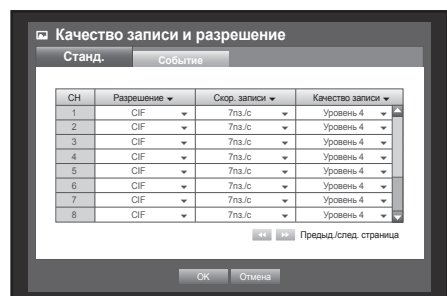 Качество записи и разрешение
Станд. Событие
CH Разрешение Скор. записи Качество записи
1 CIF 7пз./с Уровень 4
2 CIF 7пз./с Уровень 4
3 CIF 7пз./с Уровень 4
4 CIF 7пз./с Уровень 4
5 CIF 7пз./с Уровень 4
6 CIF 7пз./с Уровень 4
7 CIF 7пз./с Уровень 4
8 CIF 7пз./с Уровень 4
Предыд./след. страница
OK Отмена